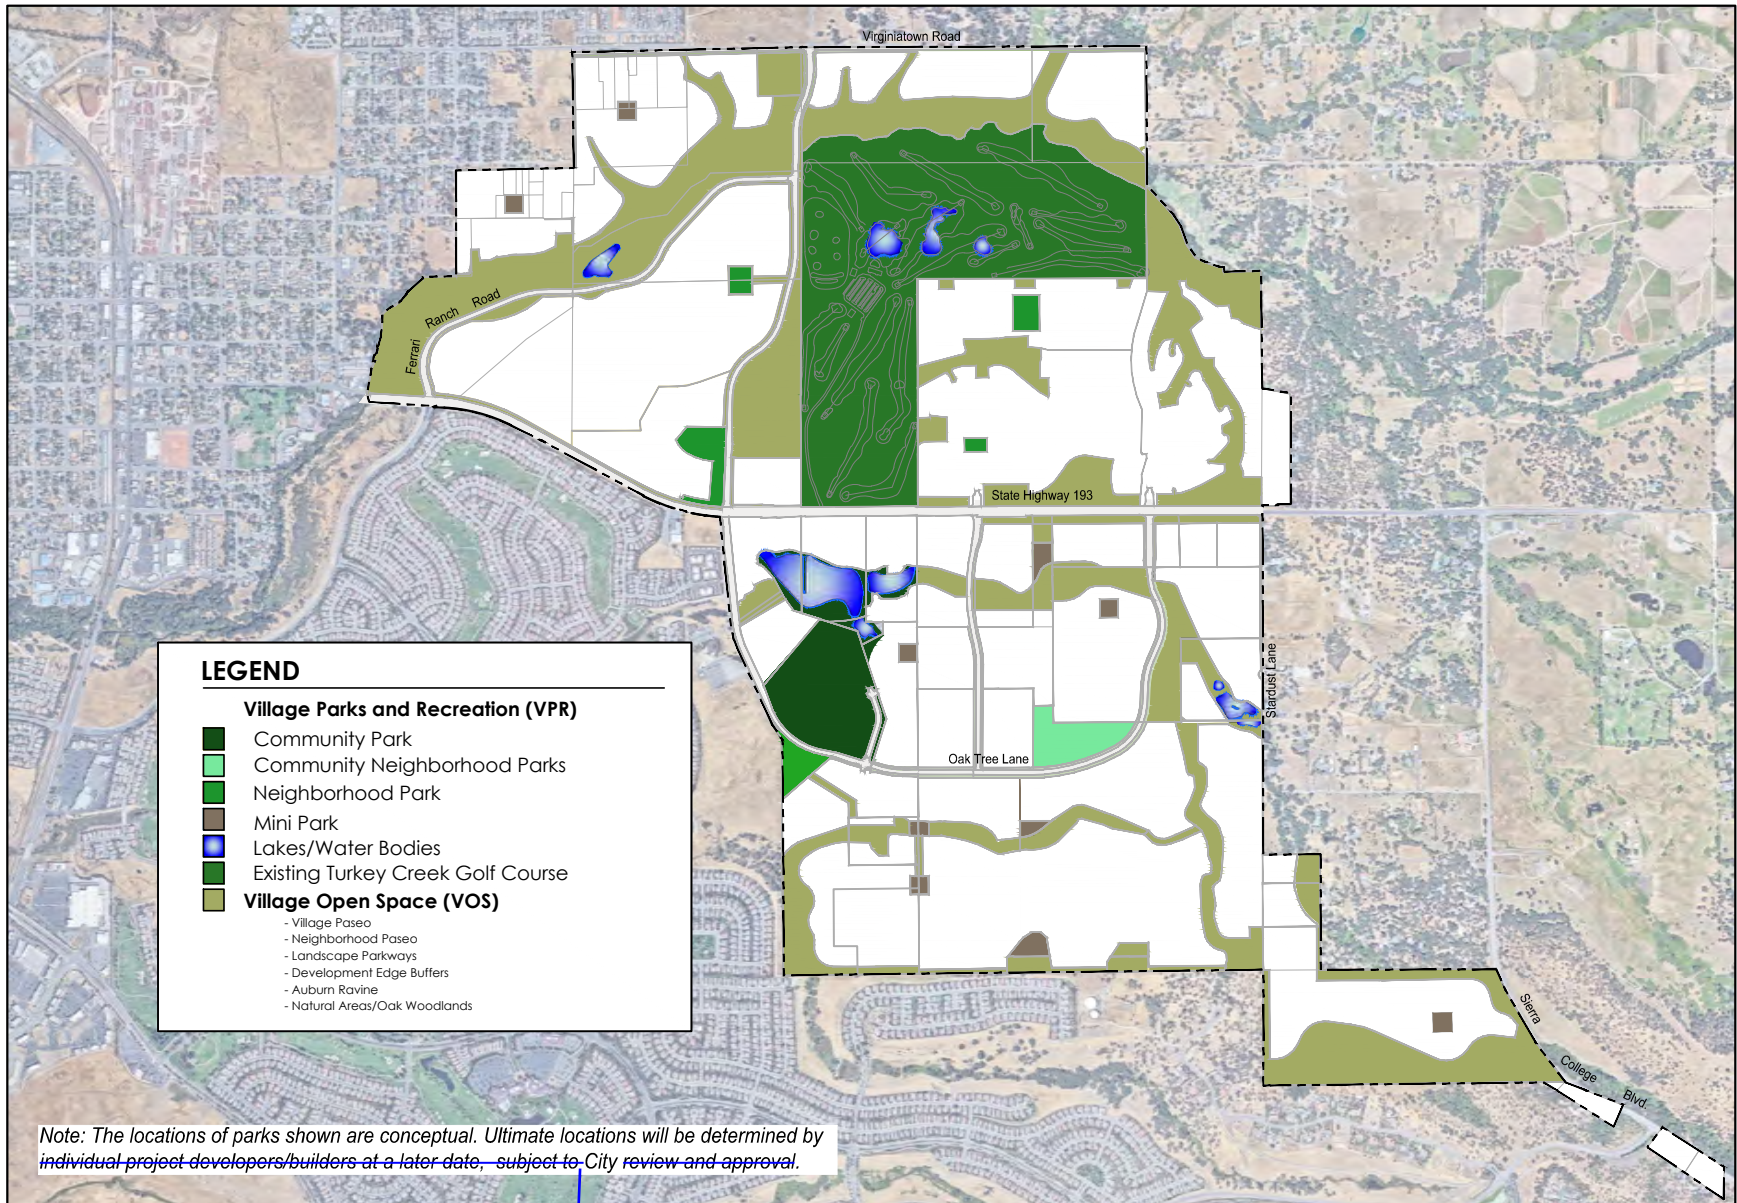 Virginiatown Road
Ferrari Ranch Road
State Highway 193
Stardust Lane
Oak Tree Lane
LEGEND
Village Parks and Recreation (VPR)
Community Park
Community Neighborhood Parks
Neighborhood Park
Mini Park
Lakes/Water Bodies
Existing Turkey Creek Golf Course
Village Open Space (VOS)
- Village Paseo
- Neighborhood Paseo
- Landscape Parkways
- Development Edge Buffers
- Auburn Ravine
- Natural Areas/Oak Woodlands
Sierra College Blvd.
Note: The locations of parks shown are conceptual. Ultimate locations will be determined by
individual project developers/builders at a later date, subject to City review and approval.